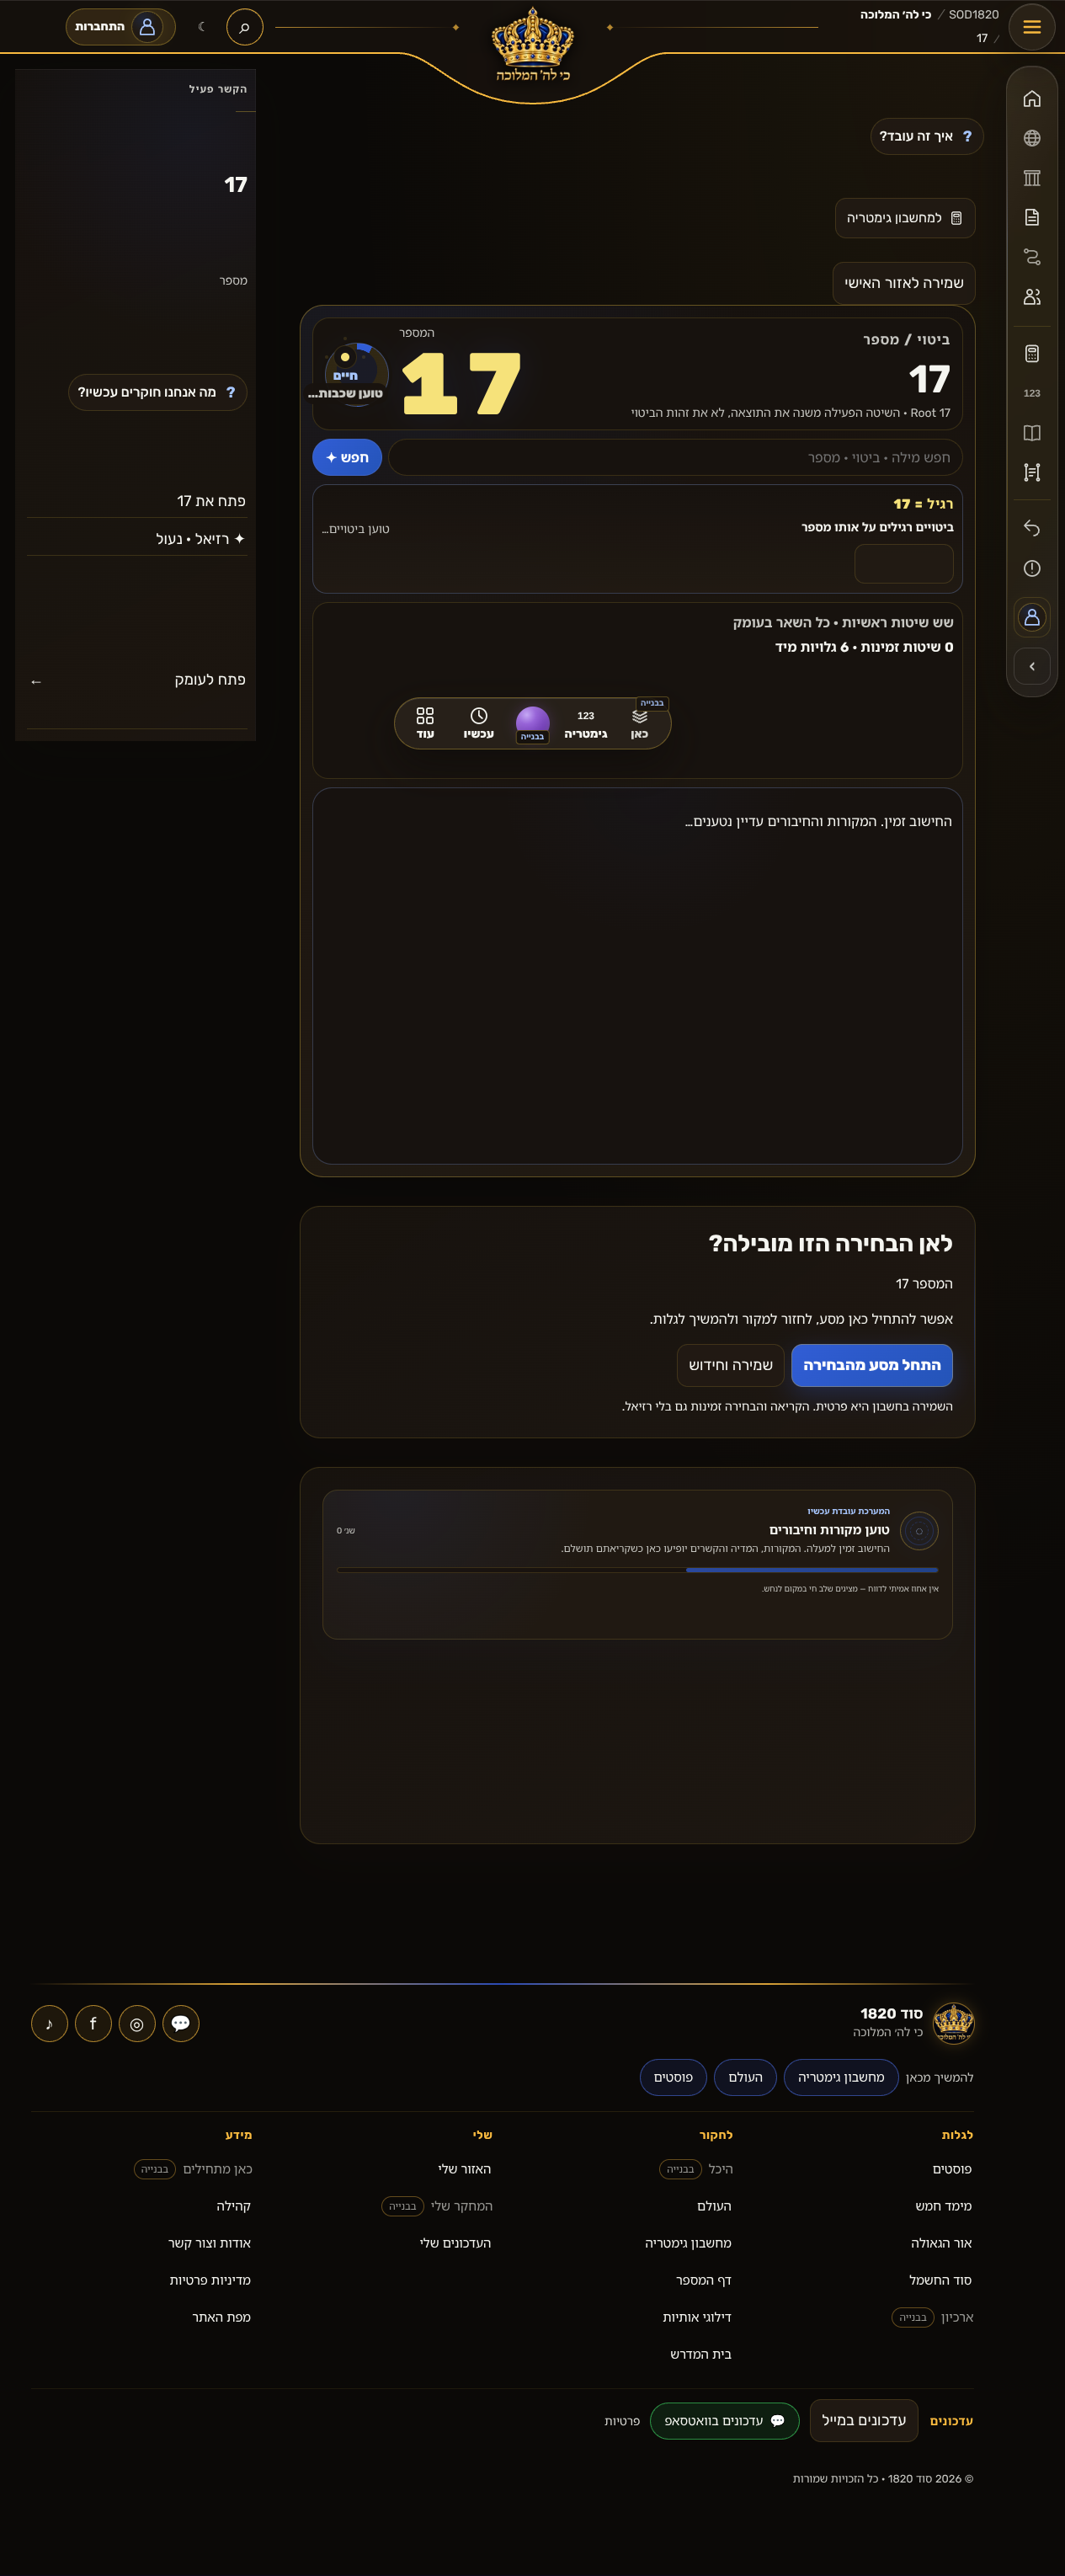 SOD1820 / כי לה׳ המלוכה
/ 17
כי לה' המלוכה
התחברות
? איך זה עובד?
למחשבון גימטריה
שמירה לאזור האישי
ביטוי / מספר
17
Root 17 • השיטה הפעילה משנה את התוצאה, לא את זהות הביטוי
המספר
17
חיים
טוען שכבות...
חפש מילה • ביטוי • מספר
חפש ✦
רגיל = 17
ביטויים רגילים על אותו מספר
טוען ביטויים...
שש שיטות ראשיות • כל השאר בעומק
0 שיטות זמינות • 6 גלויות מיד
בבנייה
כאן
123
גימטריה
בבנייה
עכשיו
עוד
החישוב זמין. המקורות והחיבורים עדיין נטענים...
לאן הבחירה הזו מובילה?
המספר 17
אפשר להתחיל כאן מסע, לחזור למקור ולהמשיך לגלות.
התחל מסע מהבחירה
שמירה וחידוש
השמירה בחשבון היא פרטית. הקריאה והבחירה זמינות גם בלי רזיאל.
המערכת עובדת עכשיו
טוען מקורות וחיבורים
החישוב זמין למעלה. המקורות, המדיה והקשרים יופיעו כאן כשקריאתם תושלם.
0 שנ׳
אין אחוז אמיתי לדווח — מציגים שלב חי במקום לנחש.
הקשר פעיל
17
מספר
? מה אנחנו חוקרים עכשיו?
פתח את 17
✦ רזיאל • נעול
פתח לעומק ←
123
סוד 1820
כי לה׳ המלוכה
להמשיך מכאן
מחשבון גימטריה
העולם
פוסטים
לגלות
פוסטים
מימד חמש
אור הגאולה
סוד החשמל
ארכיון בבנייה
לחקור
היכל בבנייה
העולם
מחשבון גימטריה
דף המספר
דילוגי אותיות
בית המדרש
שלי
האזור שלי
המחקר שלי בבנייה
העדכונים שלי
מידע
כאן מתחילים בבנייה
קהילה
אודות וצור קשר
מדיניות פרטיות
מפת האתר
עדכונים
עדכונים במייל
עדכונים בוואטסאפ
פרטיות
© 2026 סוד 1820 • כל הזכויות שמורות